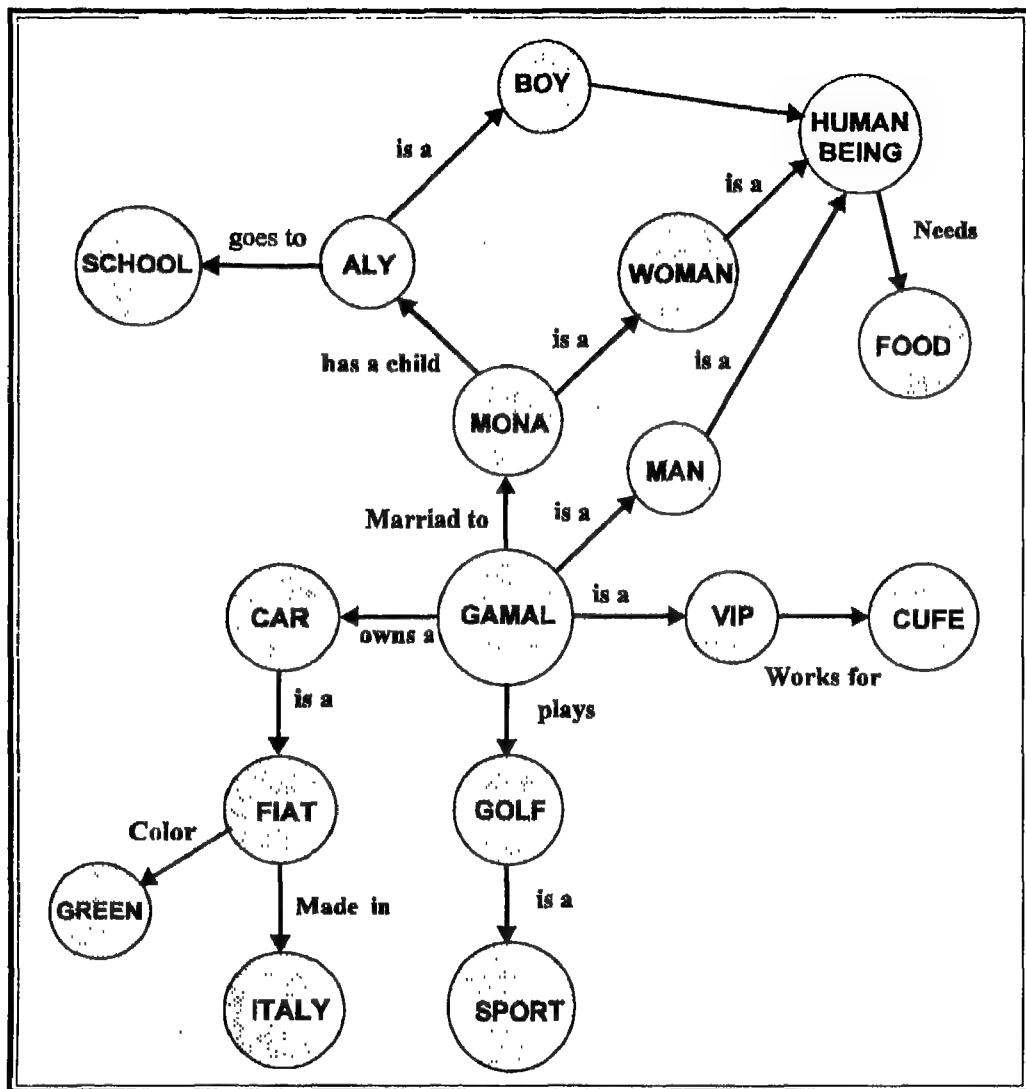 BOY
HUMAN
BEING
is a
is a
goes to
Needs
SCHOOL
ALY
WOMAN
has a child
is a
is a
FOOD
MONA
MAN
Marriad to
is a
CAR
owns a
GAMAL
is a
VIP
CUFE
Works for
is a
plays
FIAT
GOLF
Color
GREEN
Made in
is a
ITALY
SPORT